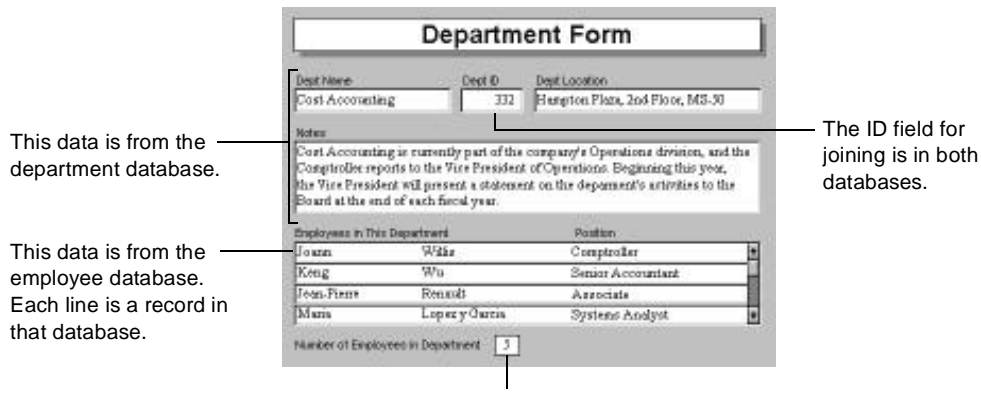 Department Form
Dept Name Dept ID Dept Location
Cost Accounting 332 Hampton Plaza, 2nd Floor, MS-50
Notes
Cost Accounting is currently part of the company's Operations division, and the
Comptroller reports to the Vice President of Operations. Beginning this year,
the Vice President will present a statement on the deparment's activities to the
Board at the end of each fiscal year.
Employees in This Department Position
Joann Willis Comptroller
Keng Wu Senior Accountant
Jean-Pierre Renault Associate
Maria Lopez y Garcia Systems Analyst
Number of Employees in Department 5
This data is from the
department database.
This data is from the
employee database.
Each line is a record in
that database.
The ID field for
joining is in both
databases.